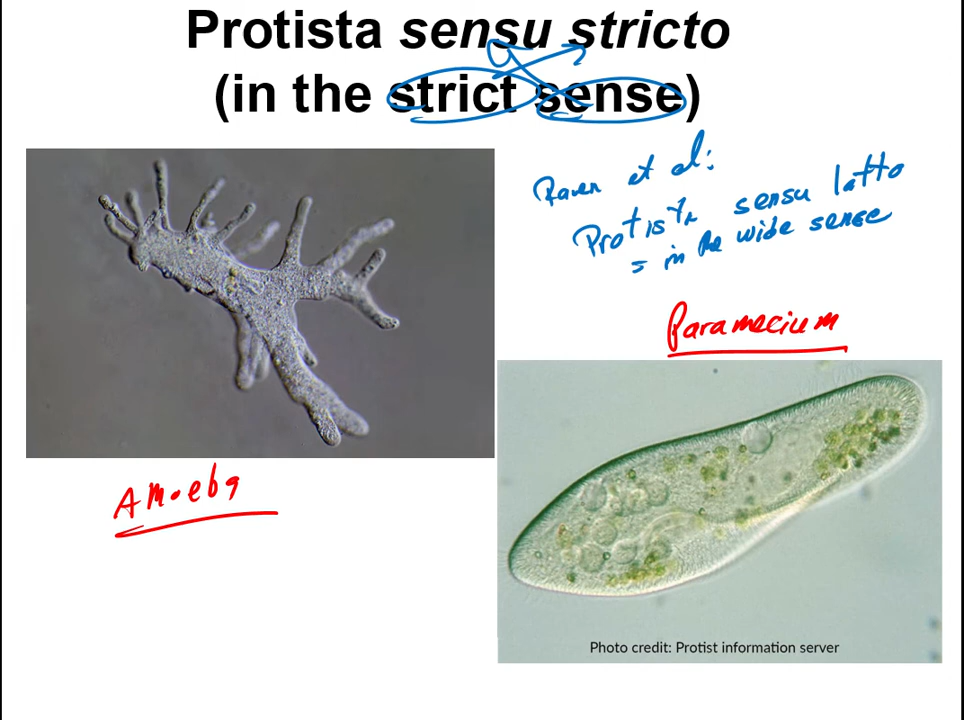 Protista sensu stricto
(in the strict sense)
Raven et al:
Protista sensu latto
= in the wide sense
Paramecium
Amoeba
Photo credit: Protist information server